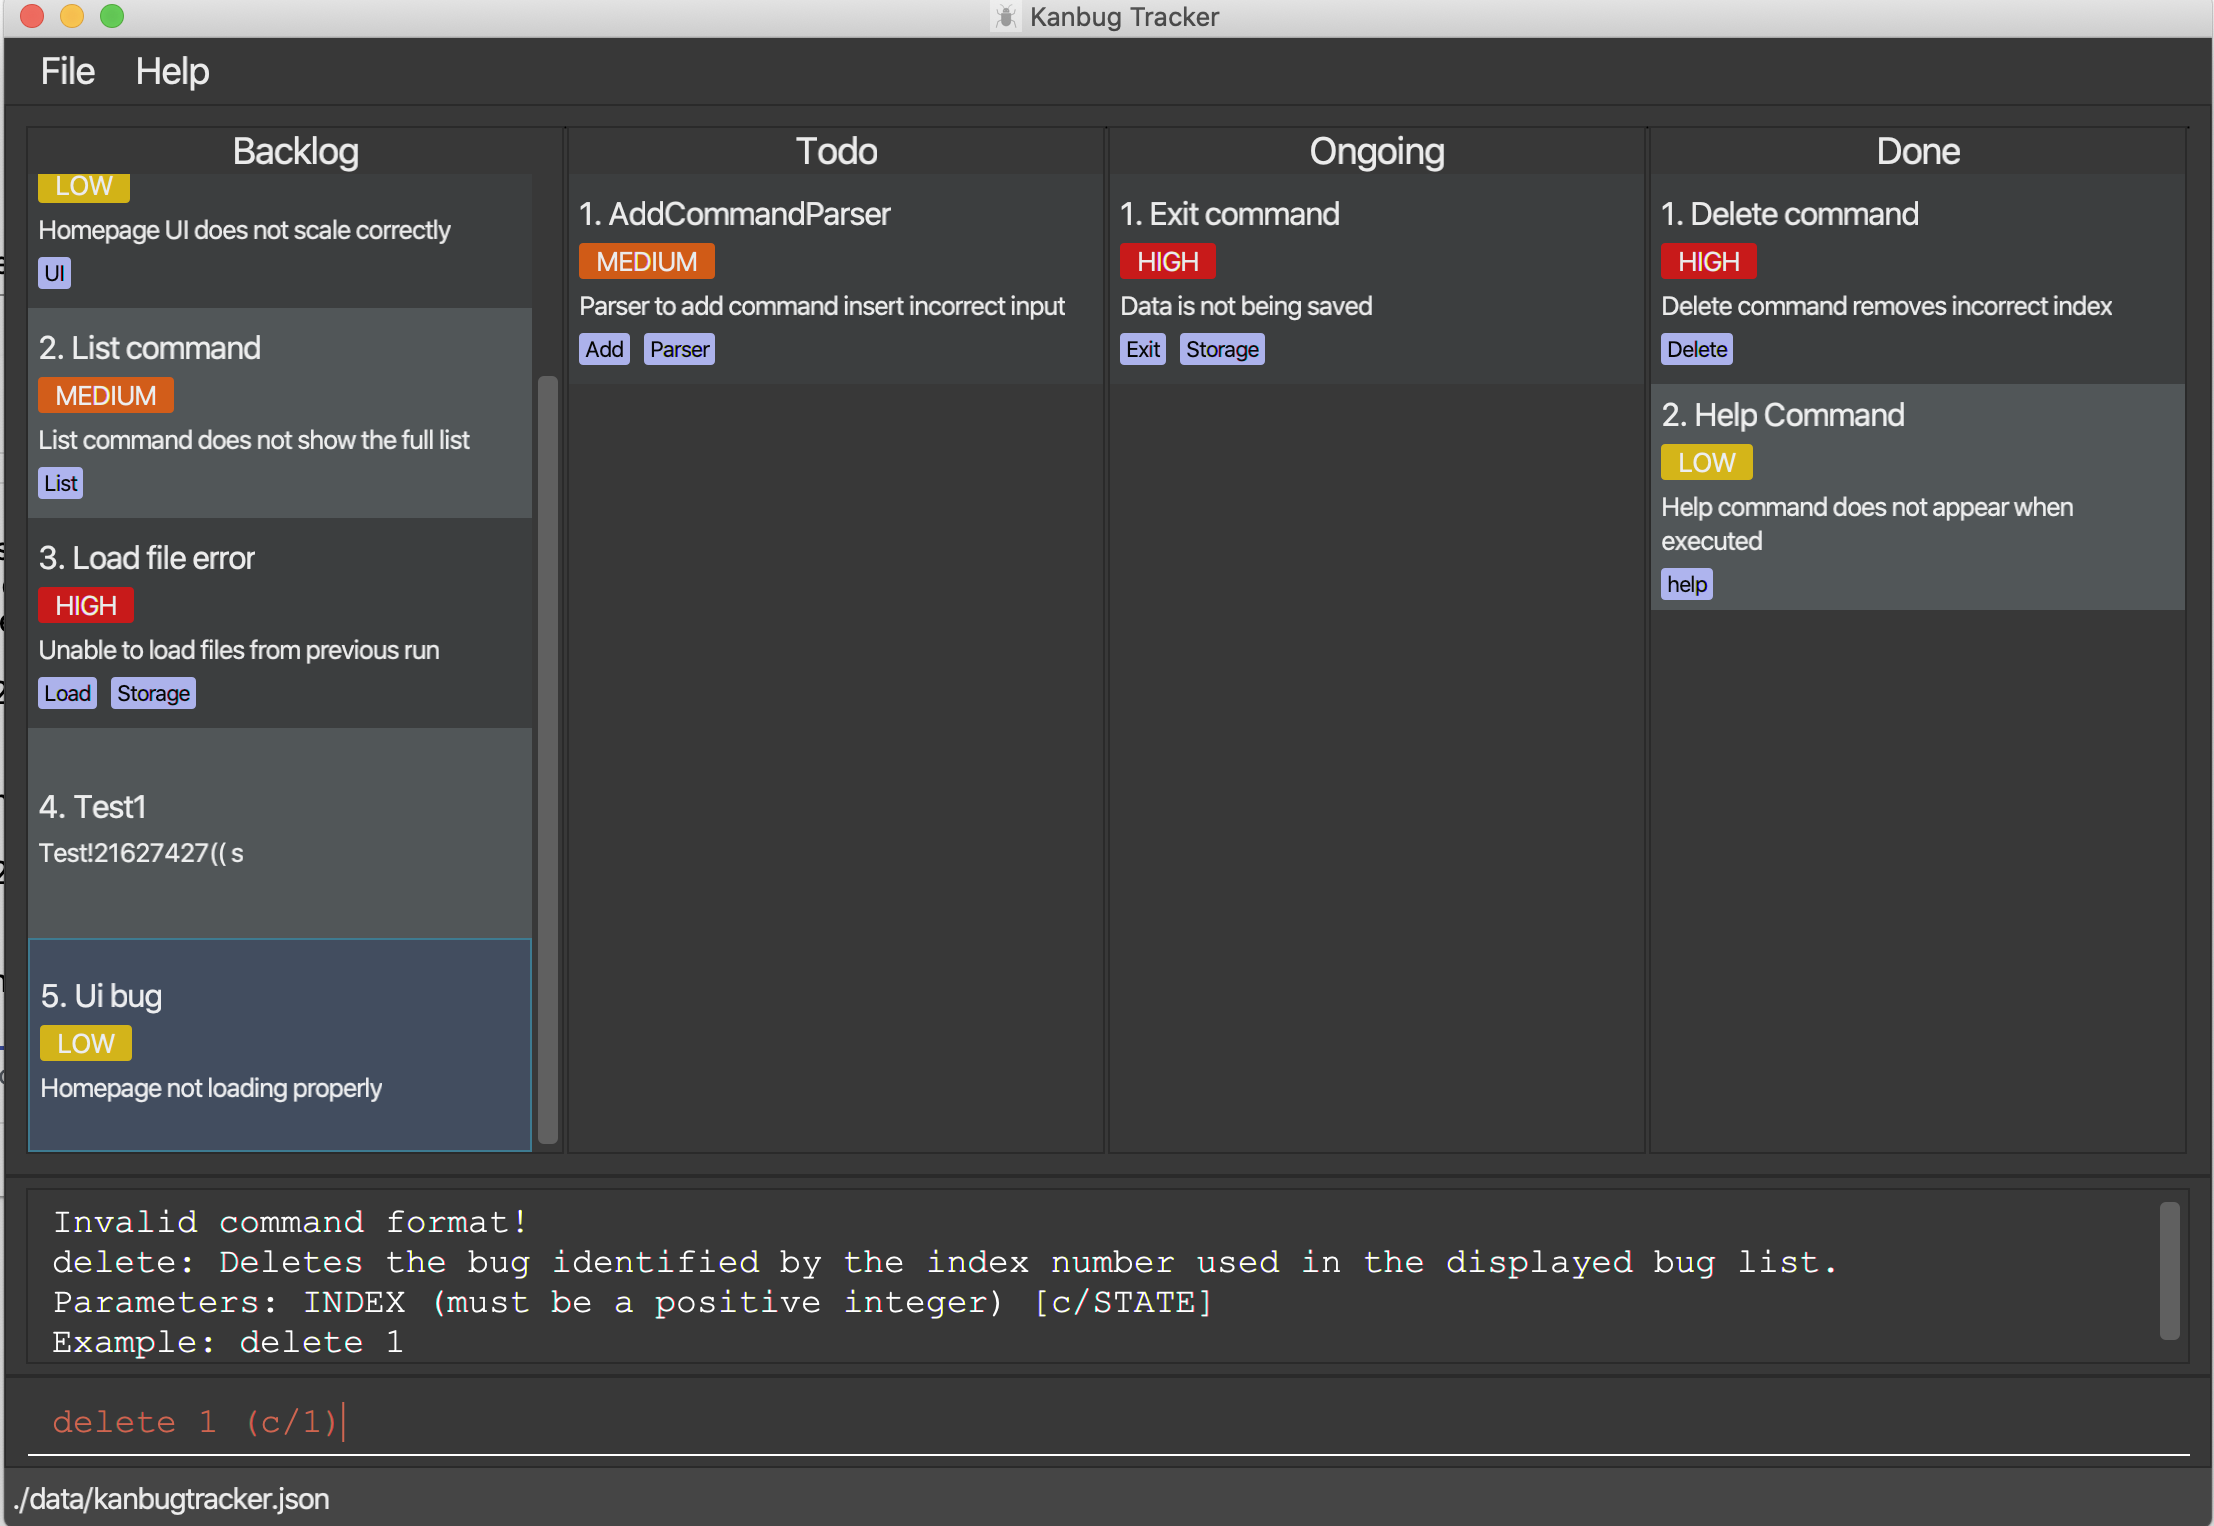 Kanbug Tracker
File Help
Backlog
LOW
Homepage UI does not scale correctly
UI
2. List command
MEDIUM
List command does not show the full list
List
3. Load file error
HIGH
Unable to load files from previous run
Load Storage
4. Test1
Test!21627427(( s
5. Ui bug
LOW
Homepage not loading properly
Todo
1. AddCommandParser
MEDIUM
Parser to add command insert incorrect input
Add Parser
Ongoing
1. Exit command
HIGH
Data is not being saved
Exit Storage
Done
1. Delete command
HIGH
Delete command removes incorrect index
Delete
2. Help Command
LOW
Help command does not appear when
executed
help
Invalid command format!
delete: Deletes the bug identified by the index number used in the displayed bug list.
Parameters: INDEX (must be a positive integer) [c/STATE]
Example: delete 1
delete 1 (c/1)
./data/kanbugtracker.json